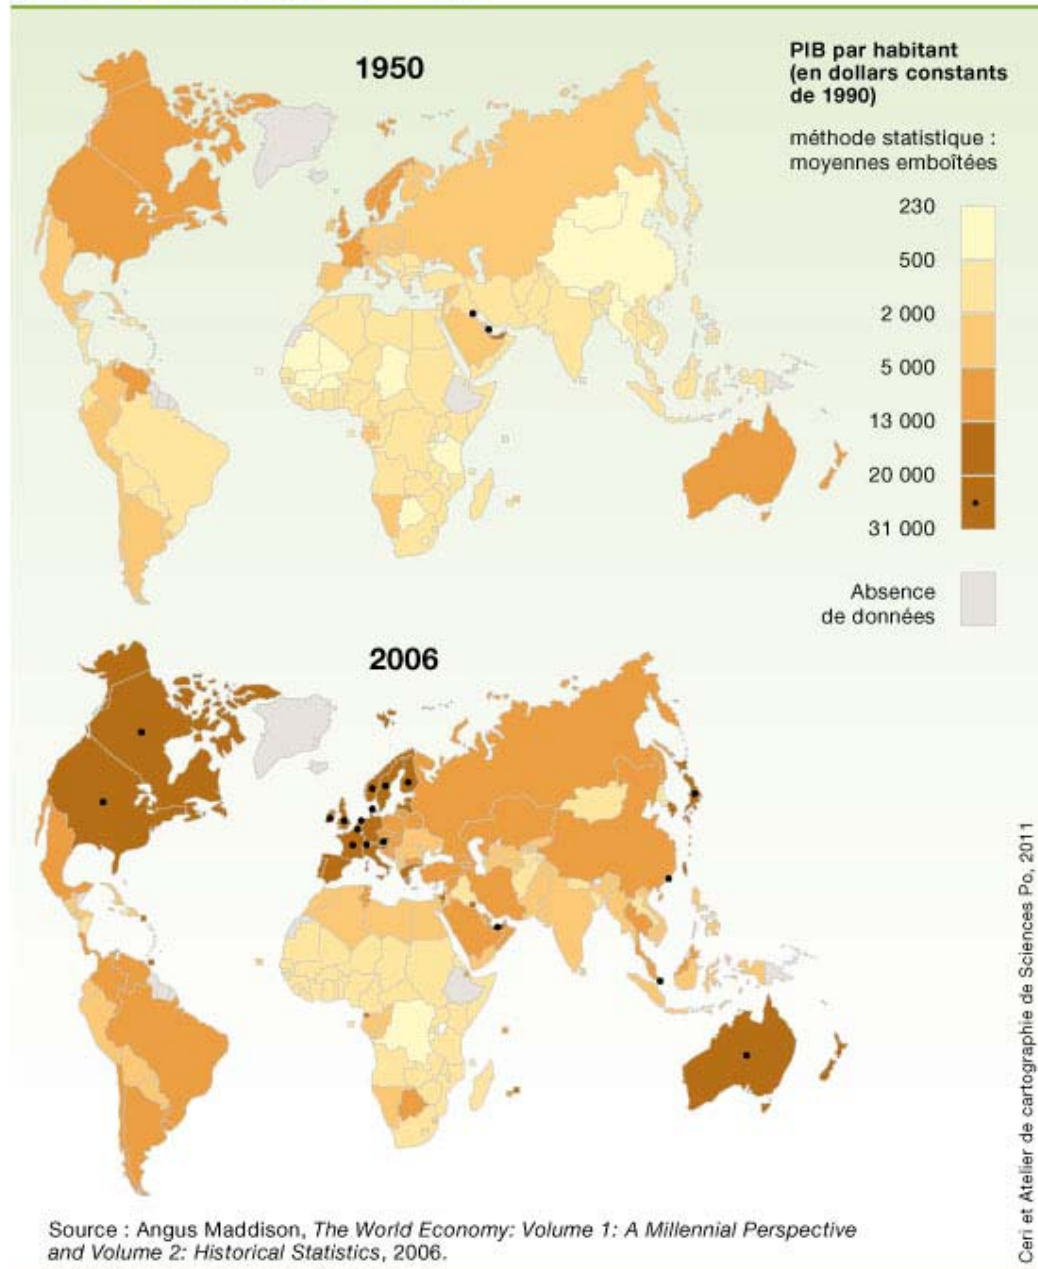 1950
PIB par habitant
(en dollars constants
de 1990)
méthode statistique :
moyennes emboîtées
230
500
2 000
5 000
13 000
20 000
31 000
Absence
de données
2006
Source : Angus Maddison, The World Economy: Volume 1: A Millennial Perspective
and Volume 2: Historical Statistics, 2006.
Ceri et Atelier de cartographie de Sciences Po, 2011